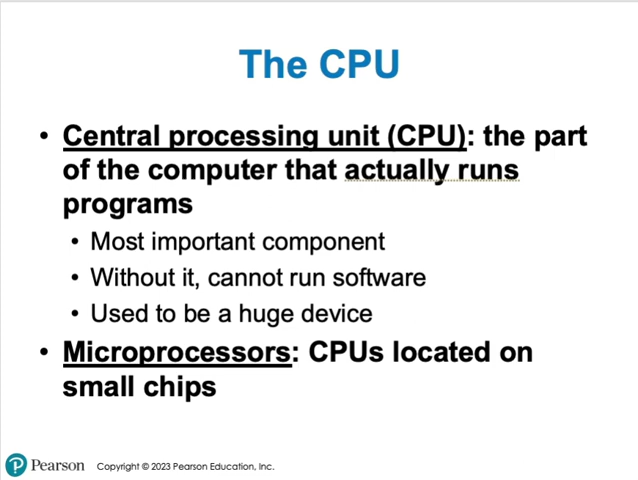 The CPU
• Central processing unit (CPU): the part
of the computer that actually runs
programs
• Most important component
• Without it, cannot run software
• Used to be a huge device
• Microprocessors: CPUs located on
small chips
P Pearson Copyright © 2023 Pearson Education, Inc.